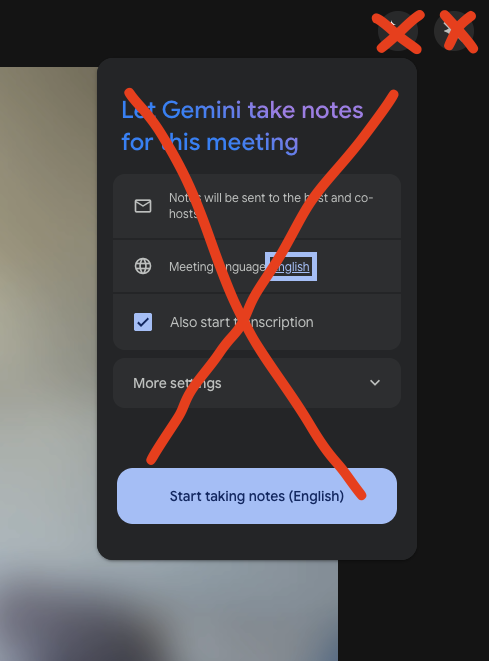 Let Gemini take notes
for this meeting
Notes will be sent to the host and co-
hosts
Meeting language: English
Also start transcription
More settings
Start taking notes (English)